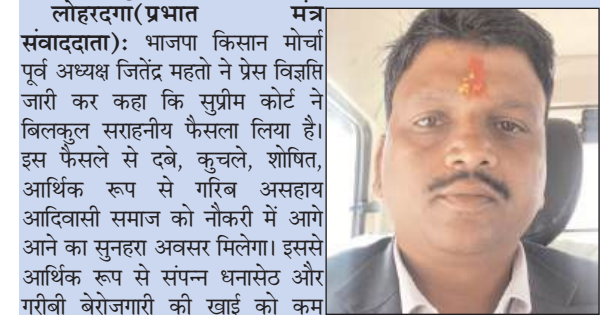 लोहरदगा(प्रभात मंत्र
संवाददाता): भाजपा किसान मोर्चा
पूर्व अध्यक्ष जितेंद्र महतो ने प्रेस विज्ञप्ति
जारी कर कहा कि सुप्रीम कोर्ट ने
बिलकुल सराहनीय फैसला लिया है।
इस फैसले से दबे, कुचले, शोषित,
आर्थिक रूप से गरिब असहाय
आदिवासी समाज को नौकरी में आगे
आने का सुनहरा अवसर मिलेगा। इससे
आर्थिक रूप से संपन्न धनासेठ और
गरीबी बेरोजगारी की खाई को कम